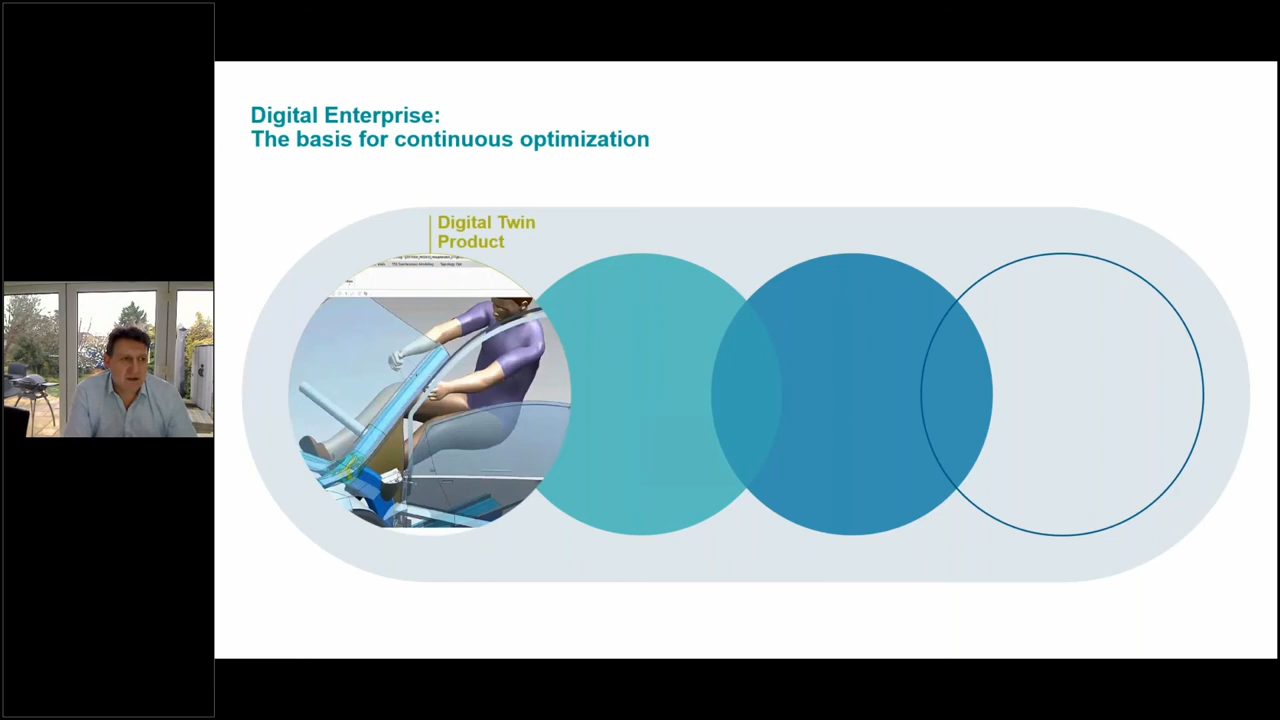 Digital Enterprise:
The basis for continuous optimization
Digital Twin
Product